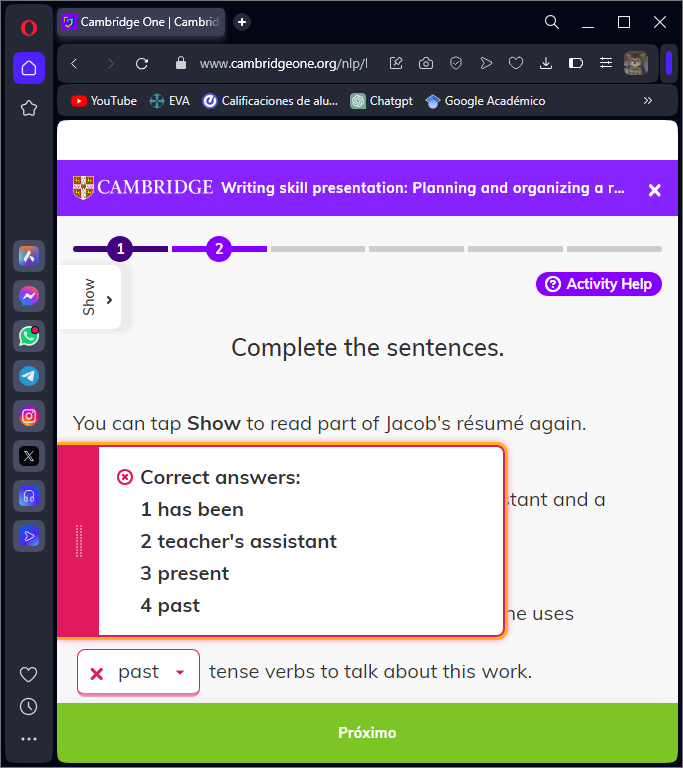 Cambridge One | Cambrid
www.cambridgeone.org/nlp/l
YouTube
EVA
Calificaciones de alu...
Chatgpt
Google Académico
CAMBRIDGE
Writing skill presentation: Planning and organizing a r...
1
2
Show
Activity Help
Complete the sentences.
You can tap Show to read part of Jacob's résumé again.
Correct answers:
1 has been
2 teacher's assistant
3 present
4 past
stant and a
he uses
past
tense verbs to talk about this work.
Próximo